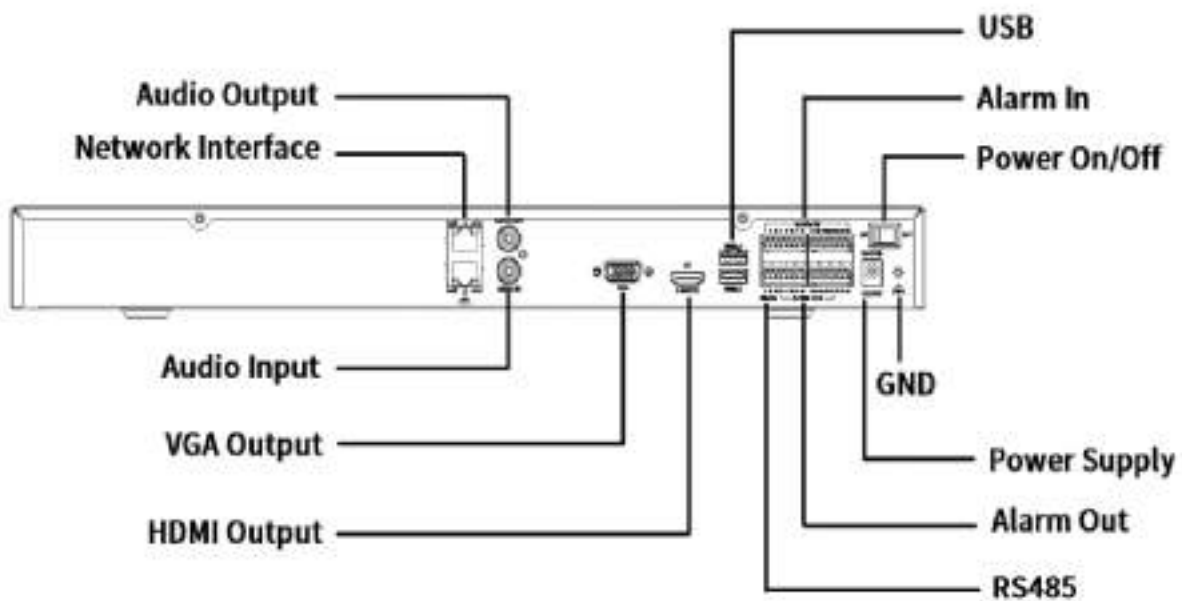 USB
Audio Output
Alarm In
Network Interface
Power On/Off
Audio Input
GND
VGA Output
Power Supply
HDMI Output
Alarm Out
RS485